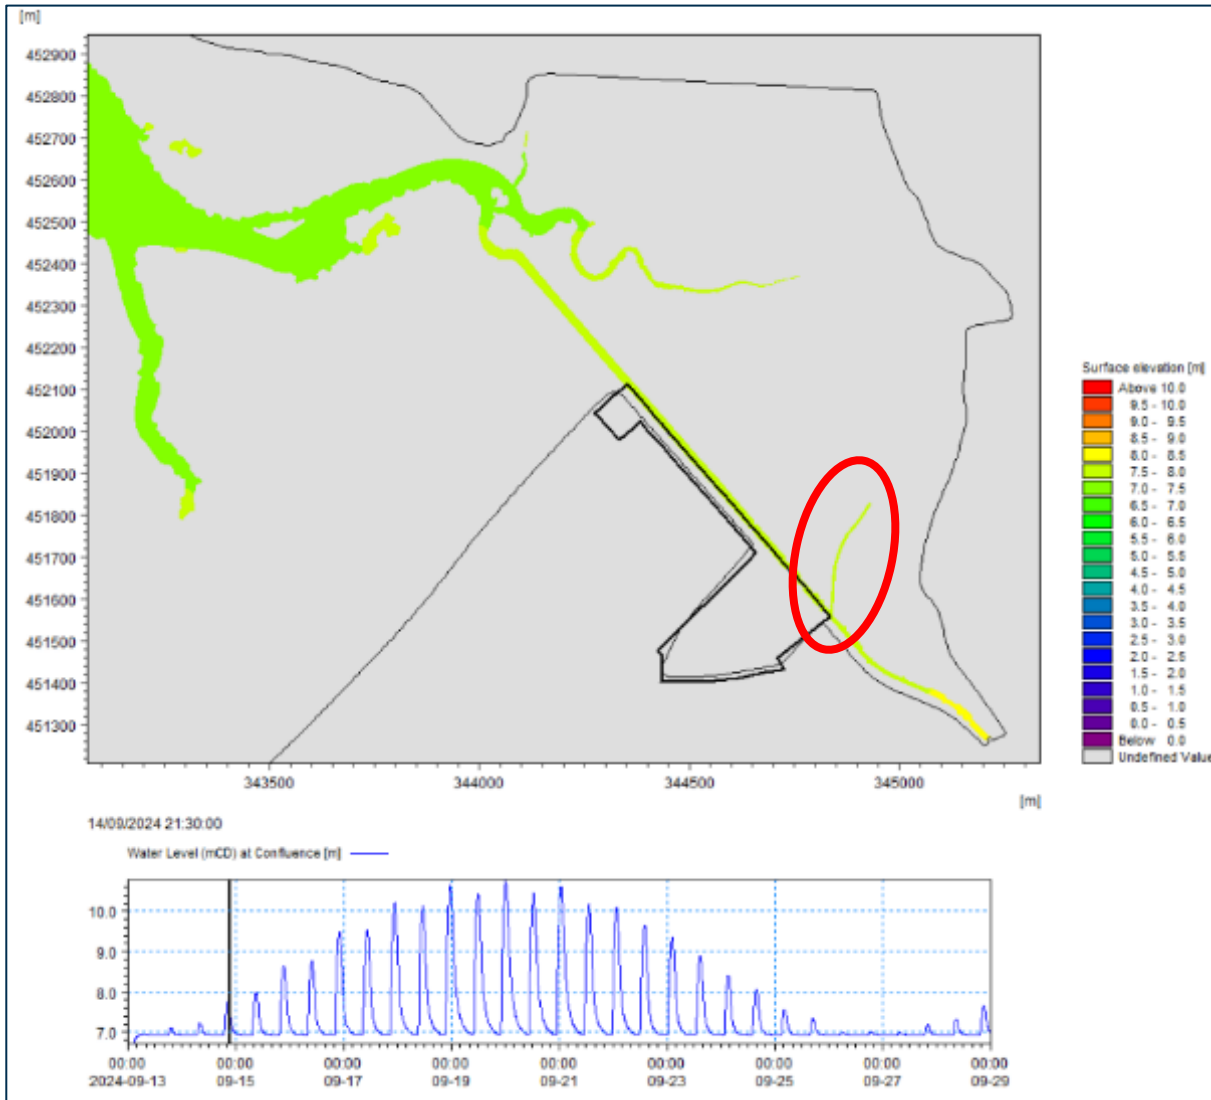 [m]
452900
452800
452700
452600
452500
452400
452300
452200
452100
452000
451900
451800
451700
451600
451500
451400
451300
343500 344000 344500 345000
[m]
Surface elevation [m]
Above 10.0
9.5 - 10.0
9.0 - 9.5
8.5 - 9.0
8.0 - 8.5
7.5 - 8.0
7.0 - 7.5
6.5 - 7.0
6.0 - 6.5
5.5 - 6.0
5.0 - 5.5
4.5 - 5.0
4.0 - 4.5
3.5 - 4.0
3.0 - 3.5
2.5 - 3.0
2.0 - 2.5
1.5 - 2.0
1.0 - 1.5
0.5 - 1.0
0.0 - 0.5
Below 0.0
Undefined Value
14/09/2024 21:30:00
Water Level (mCD) at Confluence [m]
10.0
9.0
8.0
7.0
00:00 00:00 00:00 00:00 00:00 00:00 00:00 00:00 00:00
2024-09-13 09-15 09-17 09-19 09-21 09-23 09-25 09-27 09-29